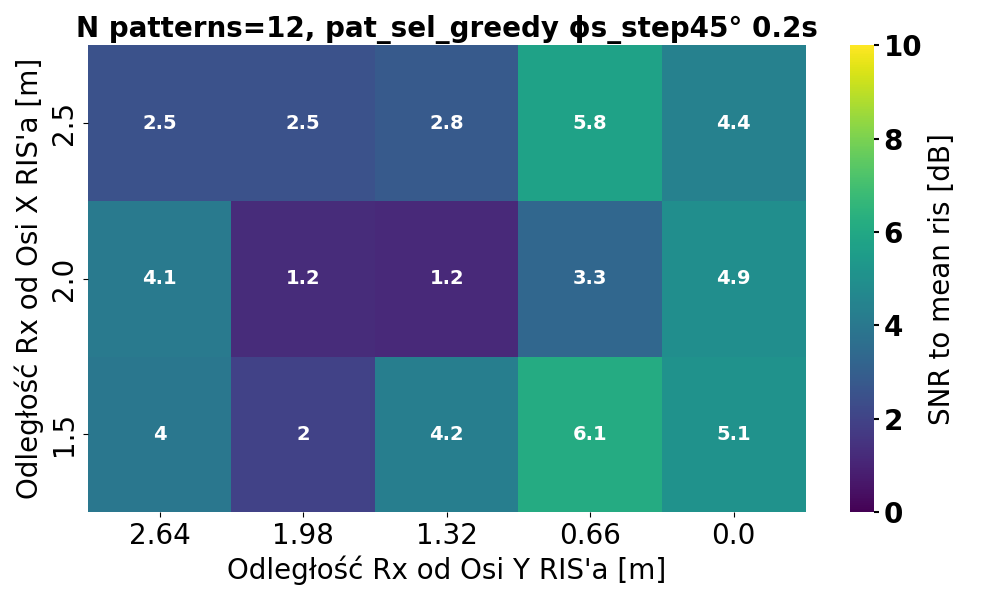 N patterns=12, pat_sel_greedy ϕs_step45° 0.2s
Odległość Rx od Osi X RIS'a [m]
2.5
2.0
1.5
2.5 2.5 2.8 5.8 4.4
4.1 1.2 1.2 3.3 4.9
4 2 4.2 6.1 5.1
2.64 1.98 1.32 0.66 0.0
Odległość Rx od Osi Y RIS'a [m]
10
8
6
4
2
0
SNR to mean ris [dB]